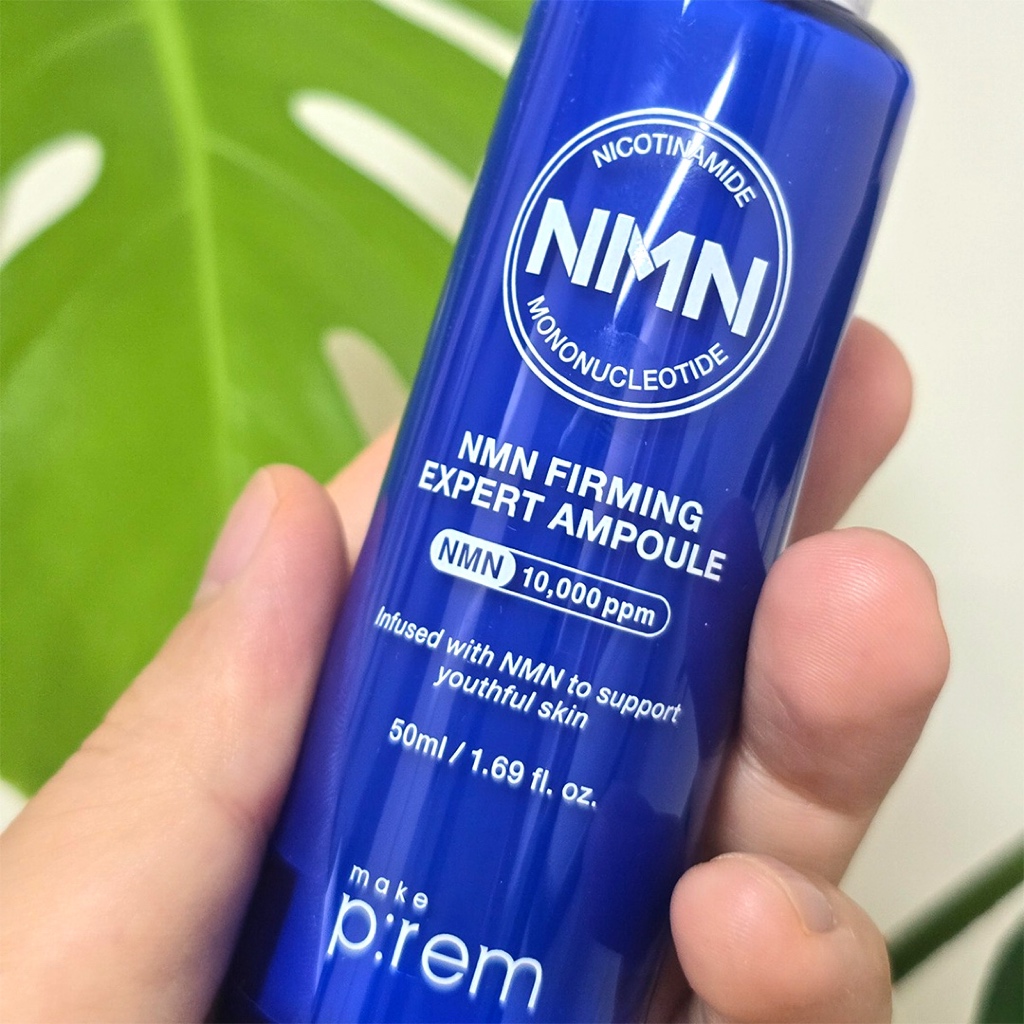 NICOTINAMIDE
NMN
MONONUCLEOTIDE
NMN FIRMING
EXPERT AMPOULE
NMN 10,000 ppm
Infused with NMN to support
youthful skin
50ml / 1.69 fl. oz.
make
p:rem